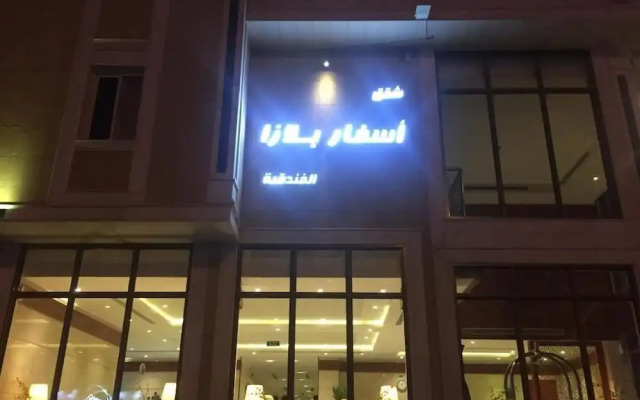 شقق
أسفار بلازا
الفندقية